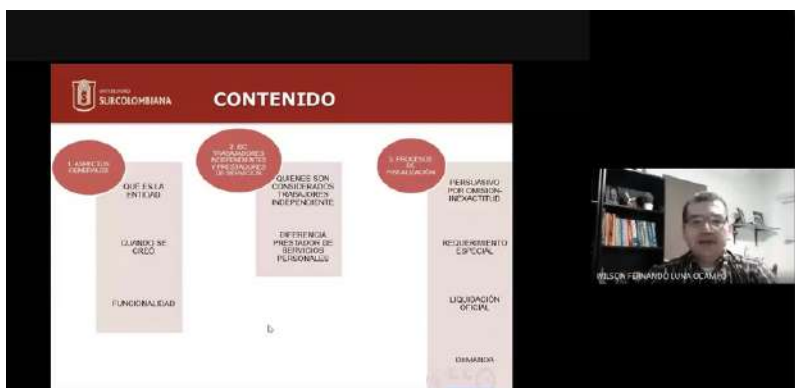 UNIVERSIDAD
SURCOLOMBIANA
CONTENIDO
1. ASPECTOS
GENERALES
QUE ES LA
ENTIDAD
CUANDO SE
CREÓ
FUNCIONALIDAD
2. IBC
TRABAJADORES
INDEPENDIENTES
Y PRESTADORES
DE SERVICIOS
QUIENES SON
CONSIDERADOS
TRABAJORES
INDEPENDIENTE
DIFERENCIA
PRESTADOR DE
SERVICIOS
PERSONALES
3. PROCESOS
DE
FISCALIZACIÓN
PERSUASIVO
POR OMISION-
INEXACTITUD
REQUERIMIENTO
ESPECIAL
LIQUIDACIÓN
OFICIAL
DEMANDA
WILSON FERNANDO LUNA OCAMPO